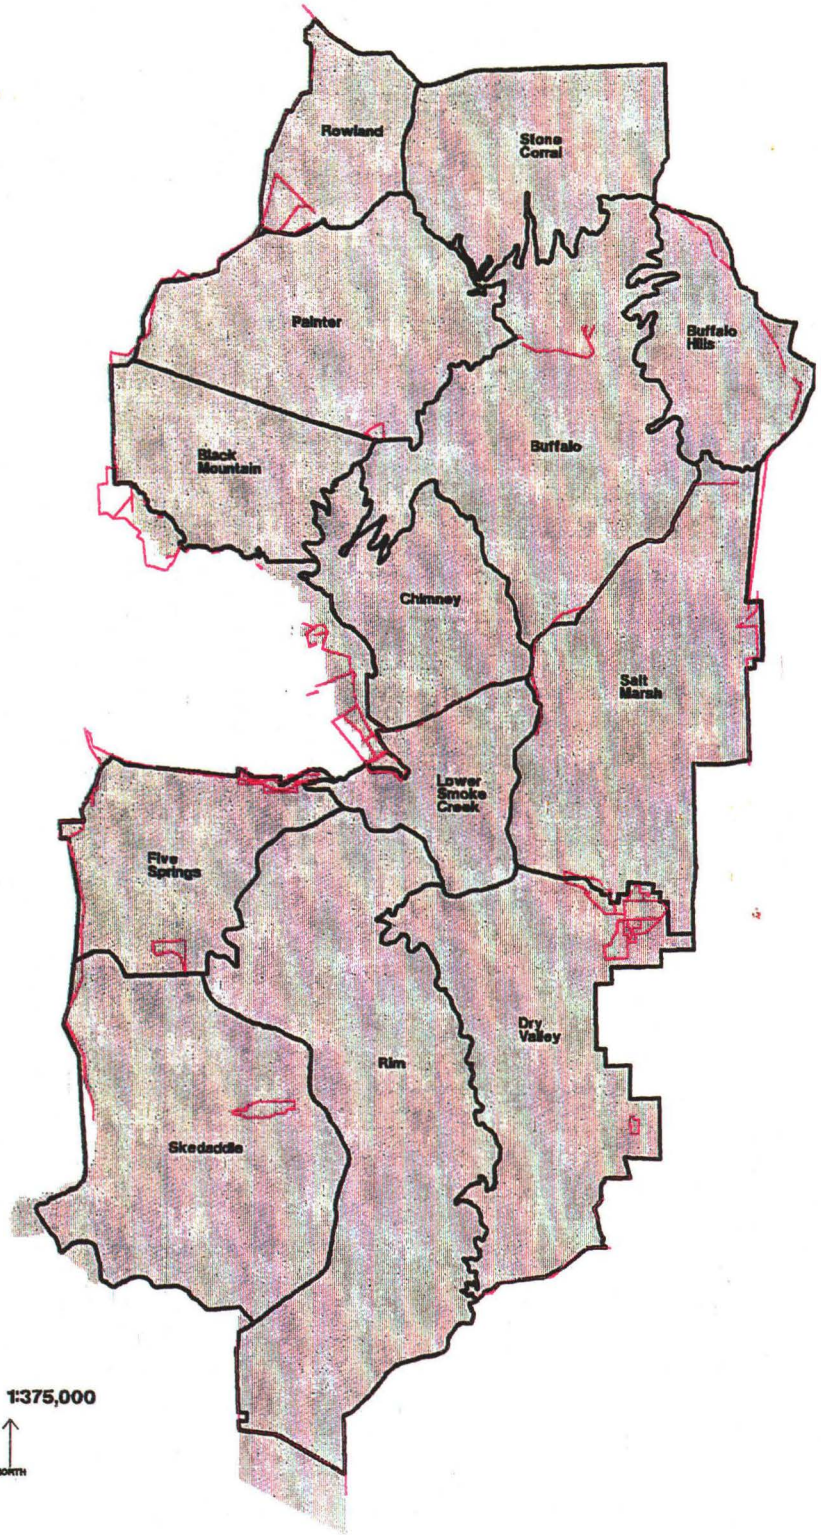 Rowland
Stone
Corral
Painter
Buffalo
Hills
Black
Mountain
Buffalo
Chimney
Salt
Marsh
Lower
Smoke
Creek
Five
Springs
Dry
Valley
Rim
Skedaddle
1:375,000
NORTH